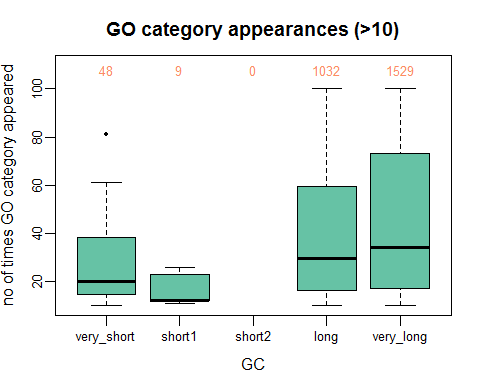 GO category appearances (>10)
48 9 0 1032 1529
no of times GO category appeared
100
80
60
40
20
very_short short1 short2 long very_long
GC